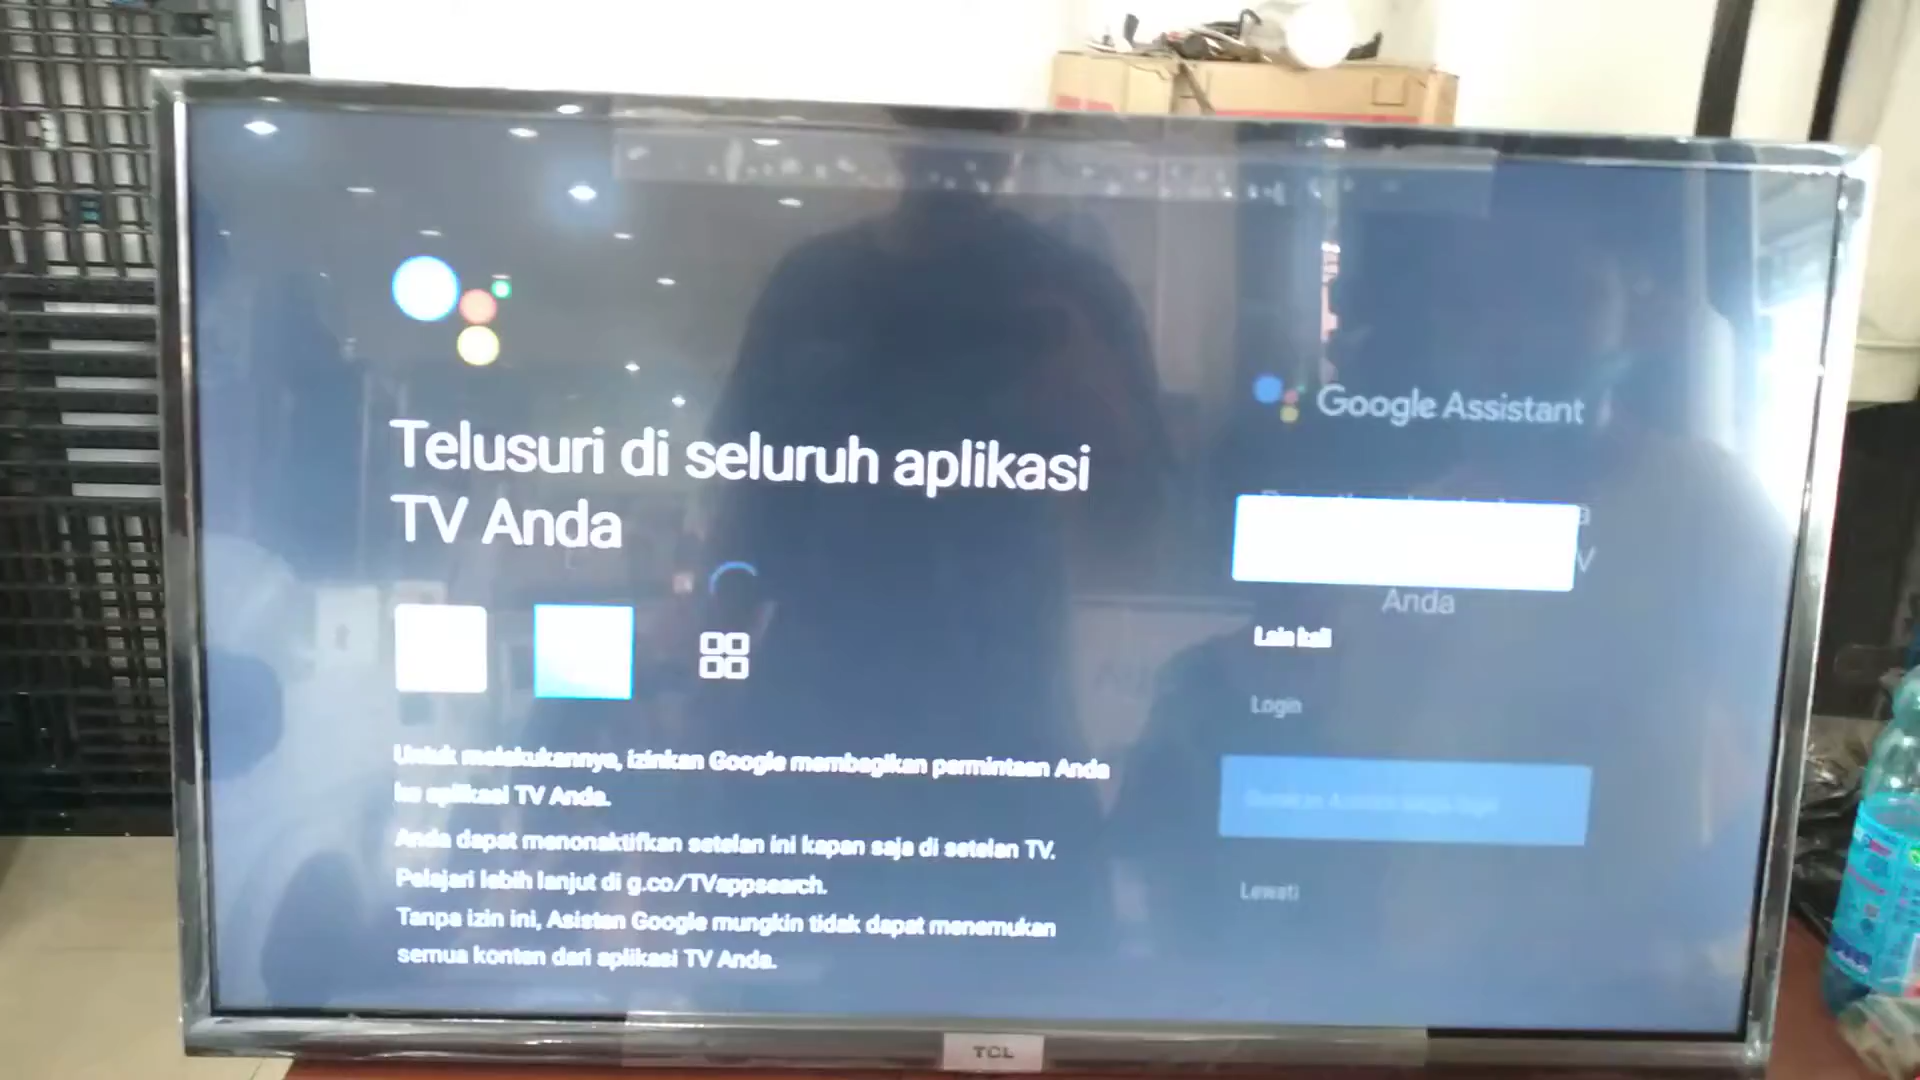 Telusuri di seluruh aplikasi
TV Anda
Untuk melakukannya, izinkan Google membagikan permintaan Anda
ke aplikasi TV Anda.
Anda dapat menonaktifkan setelan ini kapan saja di setelan TV.
Pelajari lebih lanjut di g.co/TVappsearch.
Tanpa izin ini, Asisten Google mungkin tidak dapat menemukan
semua konten dari aplikasi TV Anda.
Google Assistant
Anda
Lain kali
Login
Lewati
TCL